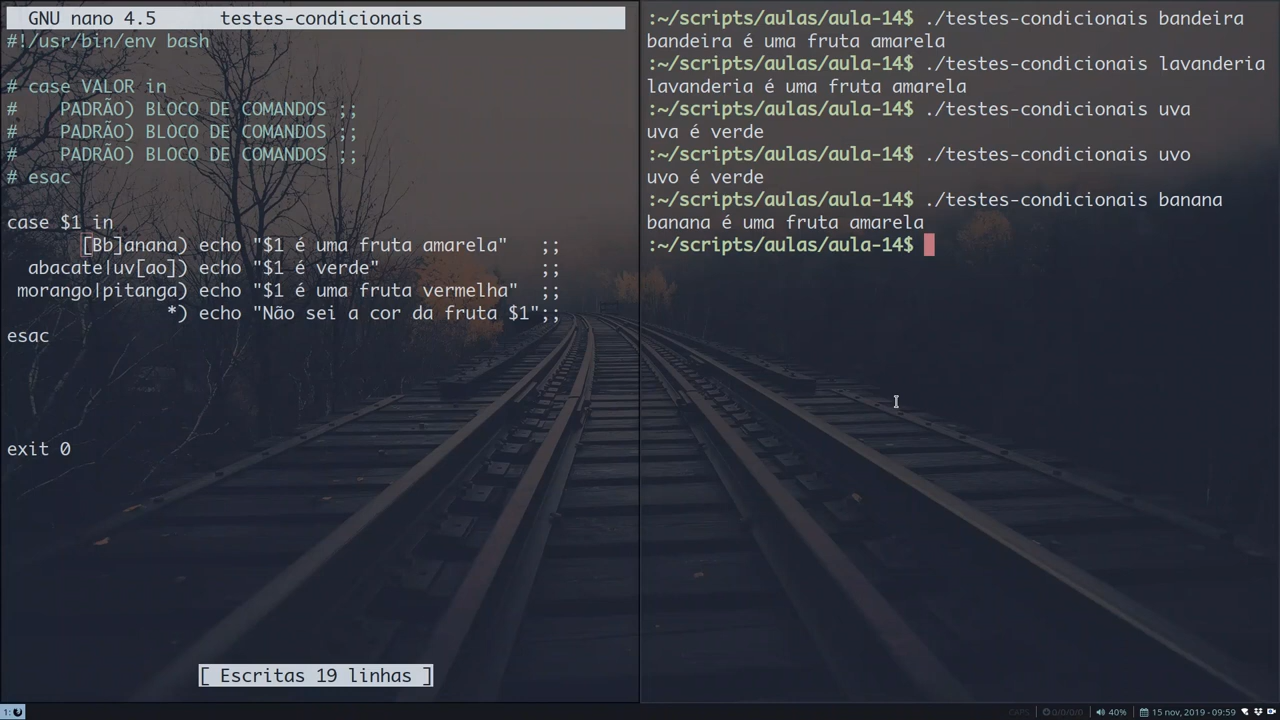 GNU nano 4.5 testes-condicionais
#!/usr/bin/env bash
# case VALOR in
# PADRÃO) BLOCO DE COMANDOS ;;
# PADRÃO) BLOCO DE COMANDOS ;;
# PADRÃO) BLOCO DE COMANDOS ;;
# esac
case $1 in
[Bb]anana) echo "$1 é uma fruta amarela" ;;
abacate|uv[ao]) echo "$1 é verde" ;;
morango|pitanga) echo "$1 é uma fruta vermelha" ;;
*) echo "Não sei a cor da fruta $1";;
esac
exit 0
[ Escritas 19 linhas ]
:~/scripts/aulas/aula-14$ ./testes-condicionais bandeira
bandeira é uma fruta amarela
:~/scripts/aulas/aula-14$ ./testes-condicionais lavanderia
lavanderia é uma fruta amarela
:~/scripts/aulas/aula-14$ ./testes-condicionais uva
uva é verde
:~/scripts/aulas/aula-14$ ./testes-condicionais uvo
uvo é verde
:~/scripts/aulas/aula-14$ ./testes-condicionais banana
banana é uma fruta amarela
:~/scripts/aulas/aula-14$
1:
CAPS 0/0/0/0 40% 15 nov, 2019 - 09:59